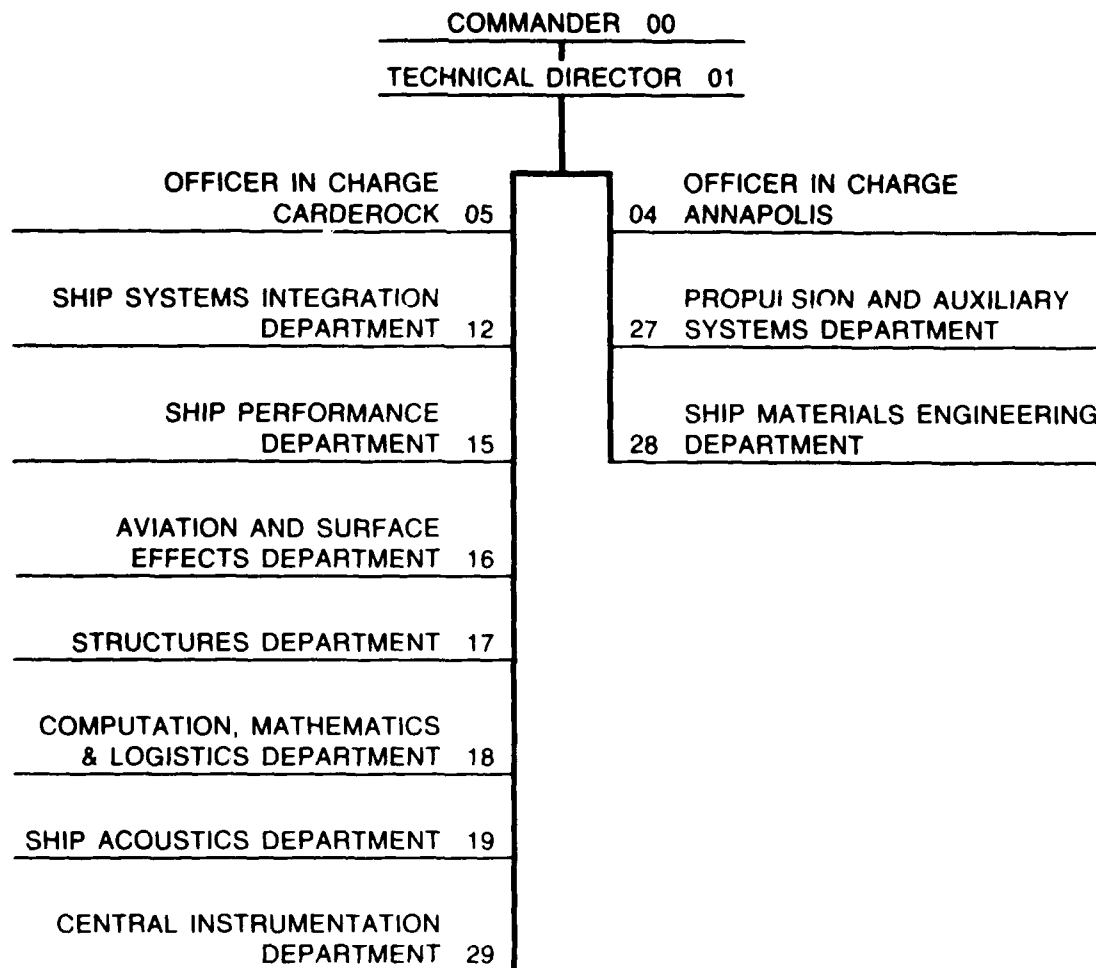 COMMANDER 00
TECHNICAL DIRECTOR 01
OFFICER IN CHARGE
CARDEROCK 05
SHIP SYSTEMS INTEGRATION
DEPARTMENT 12
SHIP PERFORMANCE
DEPARTMENT 15
AVIATION AND SURFACE
EFFECTS DEPARTMENT 16
STRUCTURES DEPARTMENT 17
COMPUTATION, MATHEMATICS
& LOGISTICS DEPARTMENT 18
SHIP ACOUSTICS DEPARTMENT 19
CENTRAL INSTRUMENTATION
DEPARTMENT 29
OFFICER IN CHARGE
04 ANNAPOLIS
PROPULSION AND AUXILIARY
27 SYSTEMS DEPARTMENT
SHIP MATERIALS ENGINEERING
28 DEPARTMENT